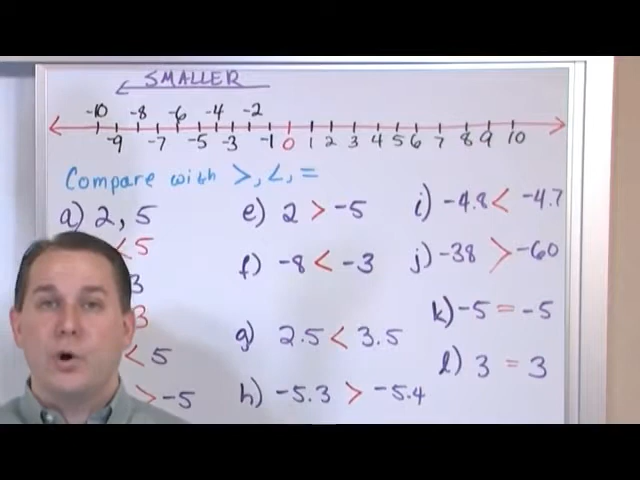 SMALLER
-10 -8 -6 -4 -2
-9 -7 -5 -3 -1 0 1 2 3 4 5 6 7 8 9 10
Compare with >, <, =
a) 2, 5
< 5
3
3
< 5
> -5
e) 2 > -5
f) -8 < -3
g) 2.5 < 3.5
h) -5.3 > -5.4
i) -4.8 < -4.7
j) -38 > -60
k) -5 = -5
l) 3 = 3